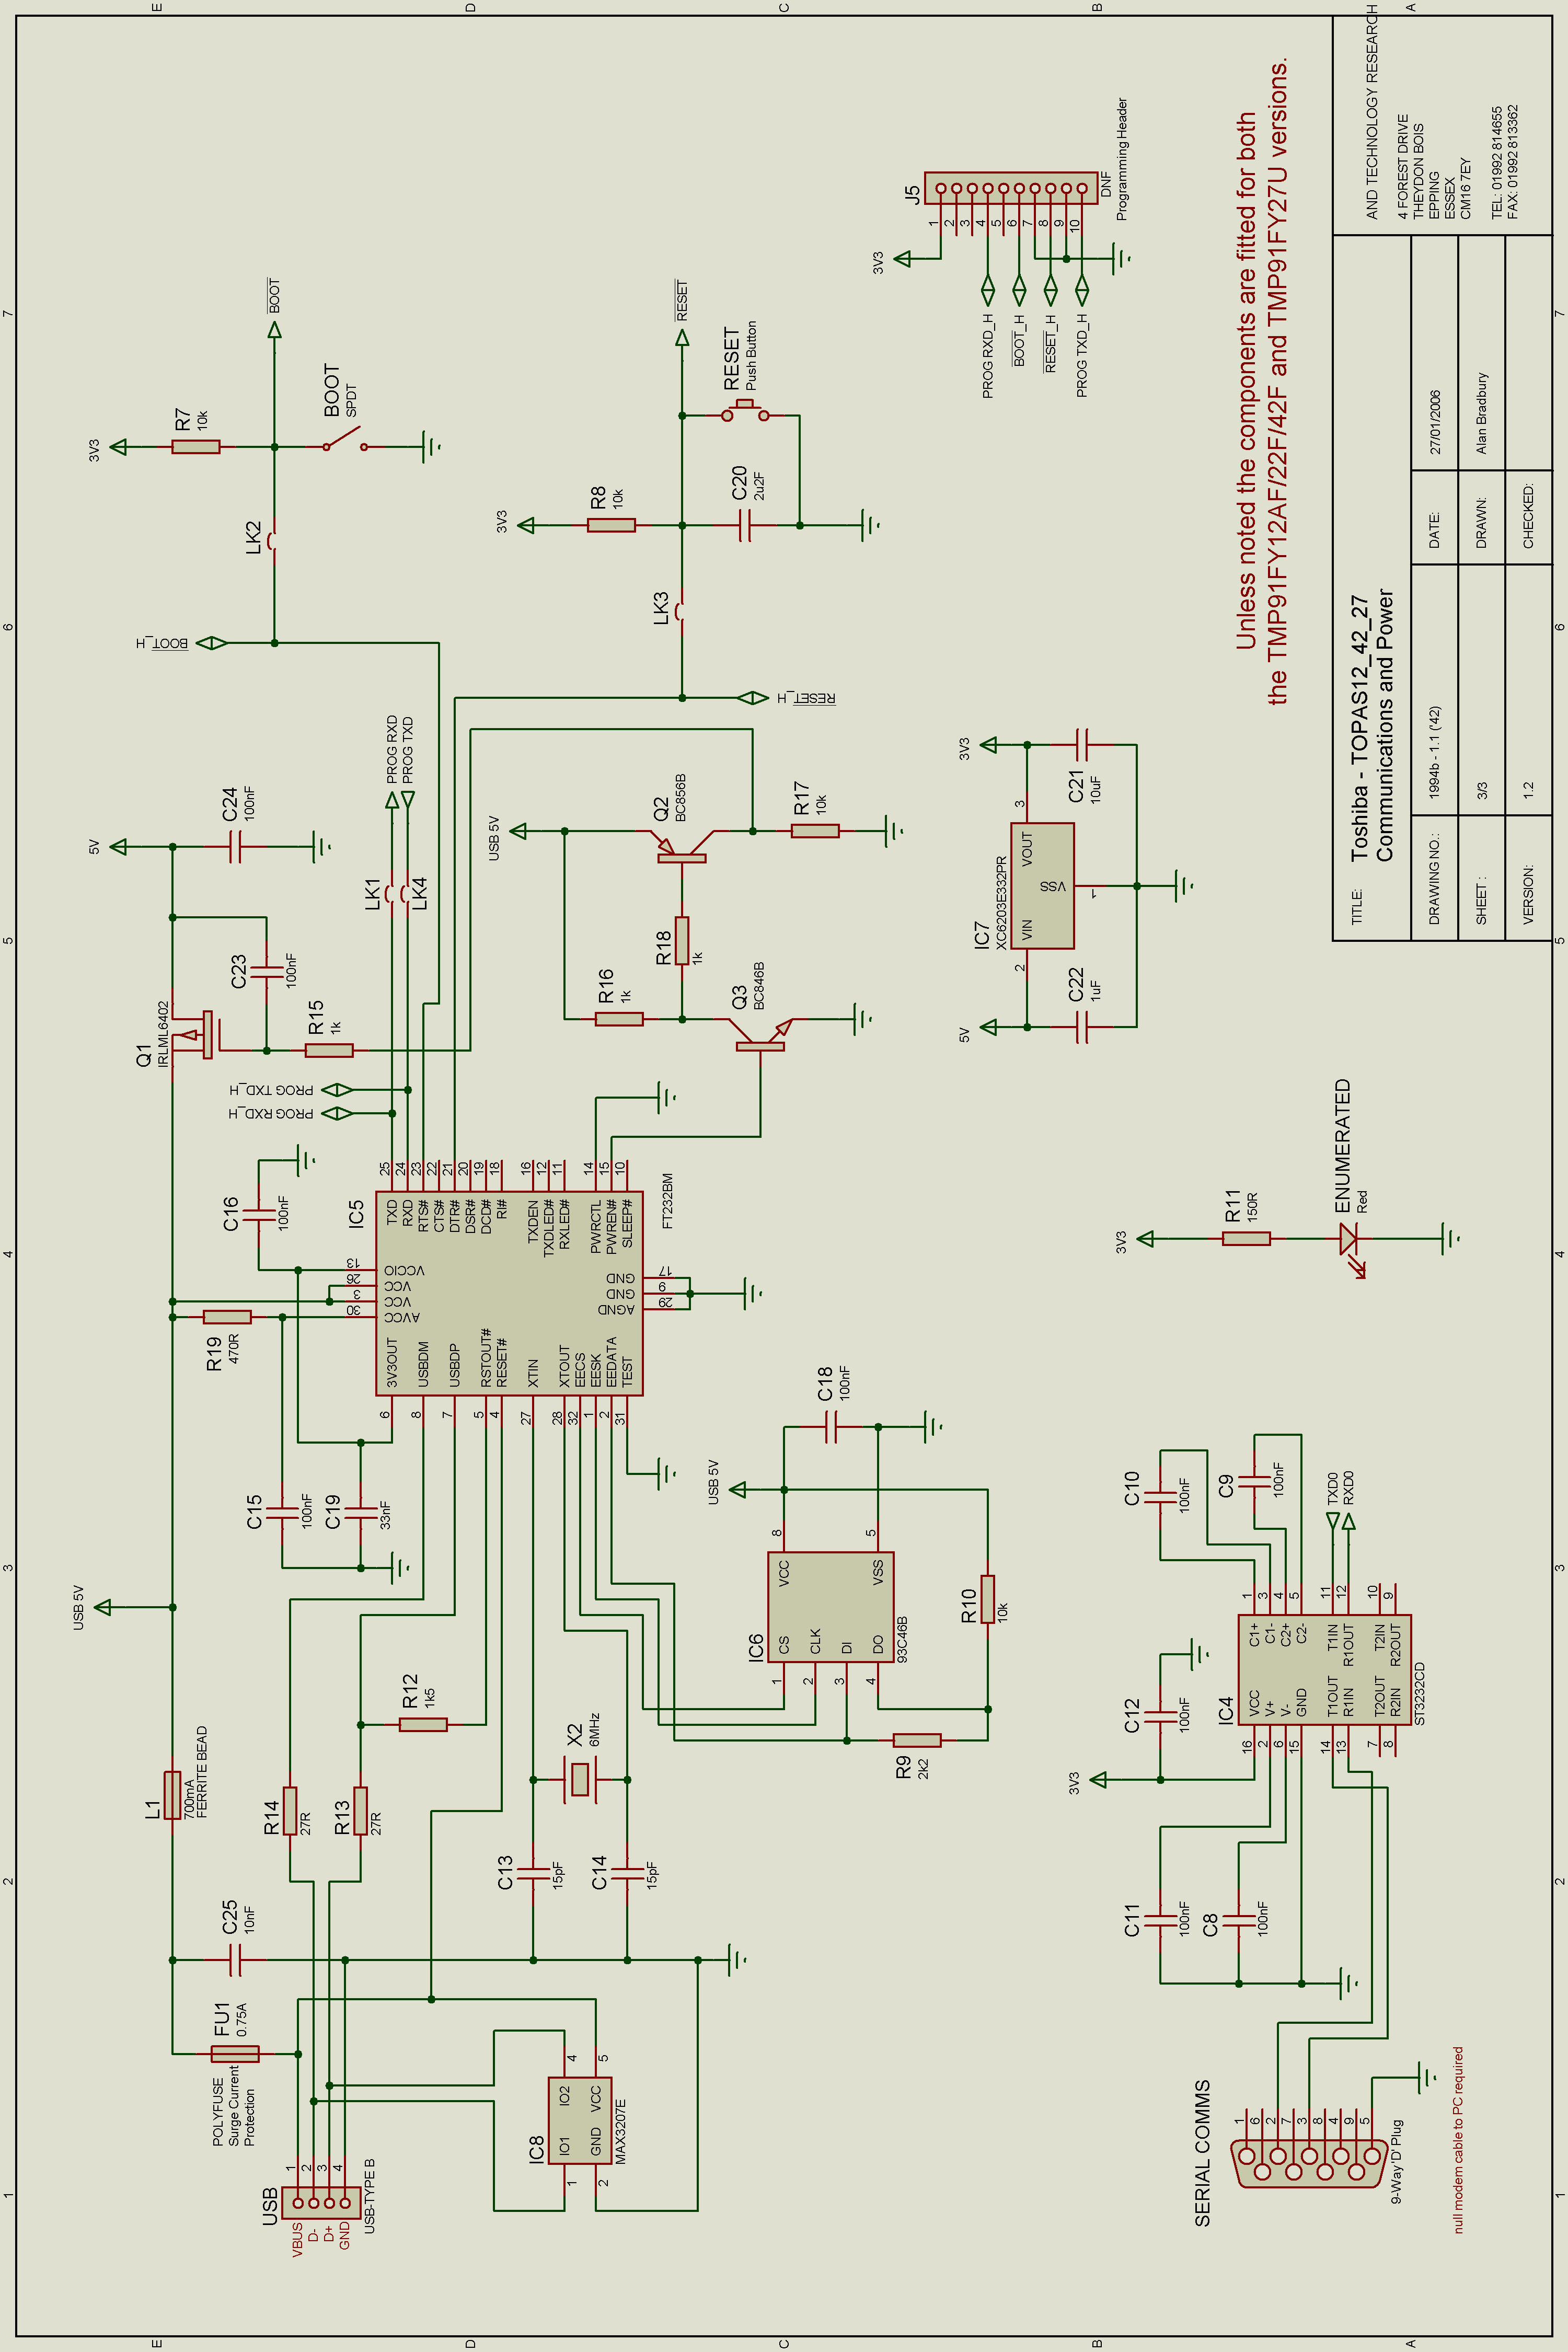 USB
VBUS
D-
D+
GND
1
2
3
4
USB-TYPE B
POLYFUSE
Surge Current
Protection
FU1
0.75A
C25
10nF
L1
700mA
FERRITE BEAD
USB 5V
R14
27R
R13
27R
R12
1k5
C15
100nF
C19
33nF
R19
470R
C16
100nF
PROG RXD_H
PROG TXD_H
Q1
IRLML6402
R15
1k
C23
100nF
5V
C24
100nF
LK1
LK4
PROG RXD
PROG TXD
BOOT_H
LK2
3V3
R7
10k
BOOT
SPDT
BOOT
IC8
MAX3207E
IO1
GND
IO2
VCC
1
2
4
5
C13
15pF
C14
15pF
X2
6MHz
IC5
FT232BM
3V3OUT
USBDM
USBDP
RSTOUT#
RESET#
XTIN
XTOUT
EECS
EESK
EEDATA
TEST
6
8
7
5
4
27
28
32
1
2
31
AVCC
VCC
VCC
VCCIO
30
3
26
13
AGND
GND
GND
29
9
17
TXD
RXD
RTS#
CTS#
DTR#
DSR#
DCD#
RI#
TXDEN
TXDLED#
RXLED#
PWRCTL
PWREN#
SLEEP#
25
24
23
22
21
20
19
18
16
12
11
14
15
10
USB 5V
R16
1k
R18
1k
Q2
BC856B
R17
10k
Q3
BC846B
RESET_H
LK3
3V3
R8
10k
C20
2u2F
RESET
Push Button
RESET
IC6
93C46B
CS
CLK
DI
DO
VCC
VSS
1
2
3
4
8
5
USB 5V
C18
100nF
R9
2k2
R10
10k
5V
C22
1uF
IC7
XC6203E332PR
VIN
VOUT
VSS
2
3
1
3V3
C21
10uF
3V3
J5
1
2
3
4
5
6
7
8
9
10
DNF
Programming Header
PROG RXD_H
BOOT_H
RESET_H
PROG TXD_H
SERIAL COMMS
1
6
2
7
3
8
4
9
5
9-Way 'D' Plug
null modem cable to PC required
C11
100nF
C8
100nF
3V3
C12
100nF
IC4
ST3232CD
VCC
V+
V-
GND
T1OUT
R1IN
T2OUT
R2IN
16
2
6
15
14
13
7
8
C1+
C1-
C2+
C2-
T1IN
R1OUT
T2IN
R2OUT
1
3
4
5
11
12
10
9
C10
100nF
C9
100nF
TXD0
RXD0
3V3
R11
150R
ENUMERATED
Red
Unless noted the components are fitted for both
the TMP91FY12AF/22F/42F and TMP91FY27U versions.
TITLE:
Toshiba - TOPAS12_42_27
Communications and Power
DRAWING NO.:
1994b - 1.1 ('42)
DATE:
27/01/2006
SHEET :
3/3
DRAWN:
Alan Bradbury
VERSION:
1.2
CHECKED:
AND TECHNOLOGY RESEARCH
4 FOREST DRIVE
THEYDON BOIS
EPPING
ESSEX
CM16 7EY
TEL: 01992 814655
FAX: 01992 813362
1
2
3
4
5
6
7
1
2
3
4
5
6
7
E
D
C
B
A
E
D
C
B
A